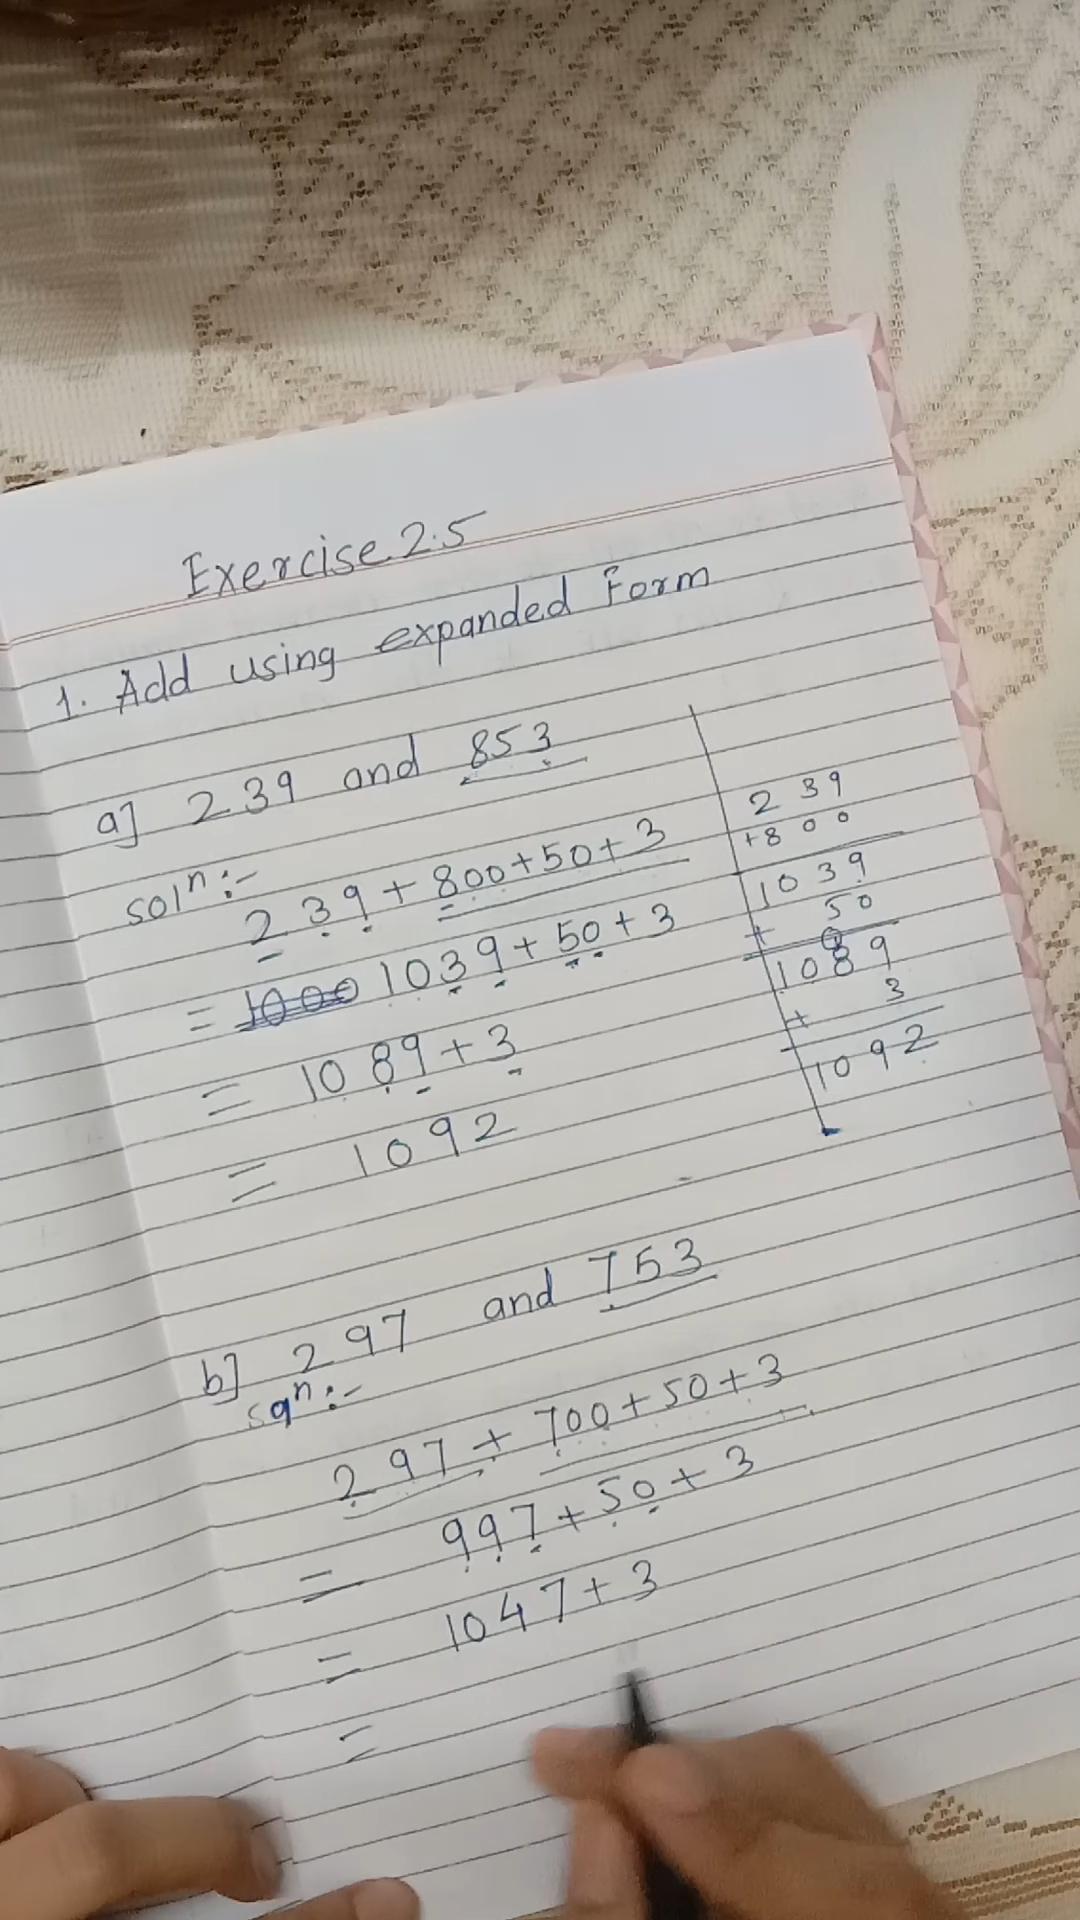 Exercise 2.5
1. Add using expanded Form
a] 239 and 853
soln:-
239 + 800+50+3
= 1000 1039+50+3
= 1089+3
= 1092
239
+800
1039
+ 50
1089
+ 3
1092
b] 297 and 753
son:-
297 + 700+50+3
= 997+50+3
= 1047+3
=